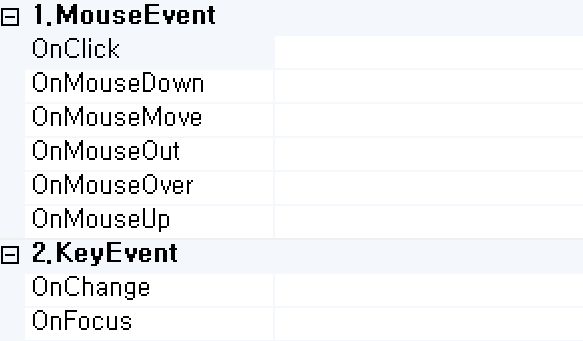 1.MouseEvent
OnClick
OnMouseDown
OnMouseMove
OnMouseOut
OnMouseOver
OnMouseUp
2.KeyEvent
OnChange
OnFocus